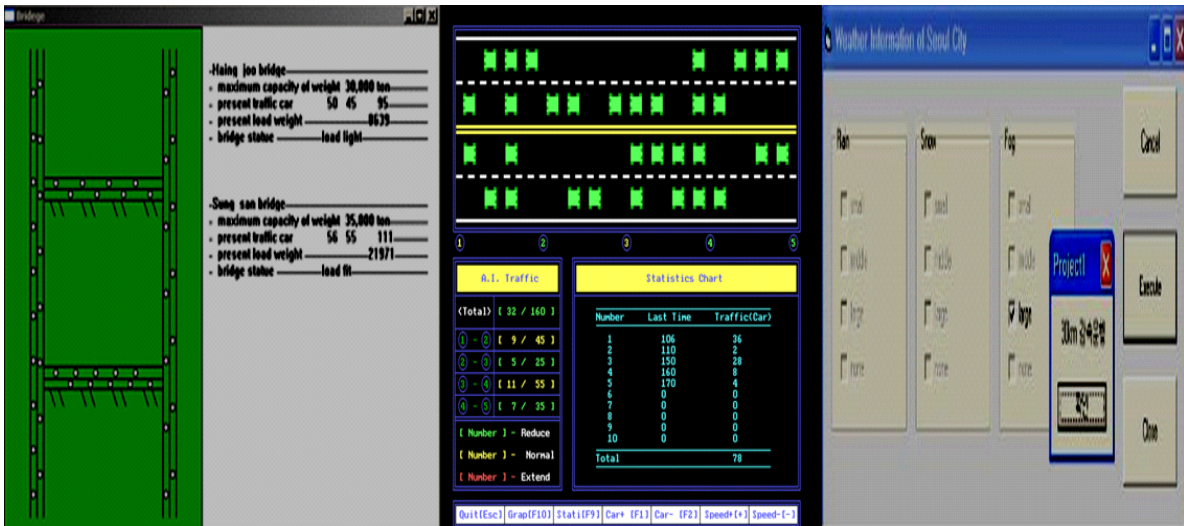 Bridege
-Haing joo bridge
- maximum capacity of weight 30,000 ton
- present traffic car 50 45 95
- present load weight 8639
- bridge statue load light
-Sung san bridge
- maximum capacity of weight 35,000 ton
- present traffic car 56 55 111
- present load weight 21971
- bridge statue load fit
1 2 3 4 5
A.I. Traffic
<Total> [ 32 / 160 ]
1 - 2 [ 9 / 45 ]
2 - 3 [ 5 / 25 ]
3 - 4 [ 11 / 55 ]
4 - 5 [ 7 / 35 ]
[ Number ] - Reduce
[ Number ] - Normal
[ Number ] - Extend
Statistics Chart
Number Last Time Traffic(Car)
1 106 36
2 110 2
3 150 28
4 160 8
5 170 4
6 0 0
7 0 0
8 0 0
9 0 0
10 0 0
Total 78
Quit[Esc] Grap[F10] Stati[F9] Car+ [F1] Car- [F2] Speed+[+] Speed-[-]
Weather Information of Seoul City
Rain
small
middle
large
none
Snow
small
middle
large
none
Fog
small
middle
large
none
Cancel
Execute
Close
Project1
30km 감속운행
확인